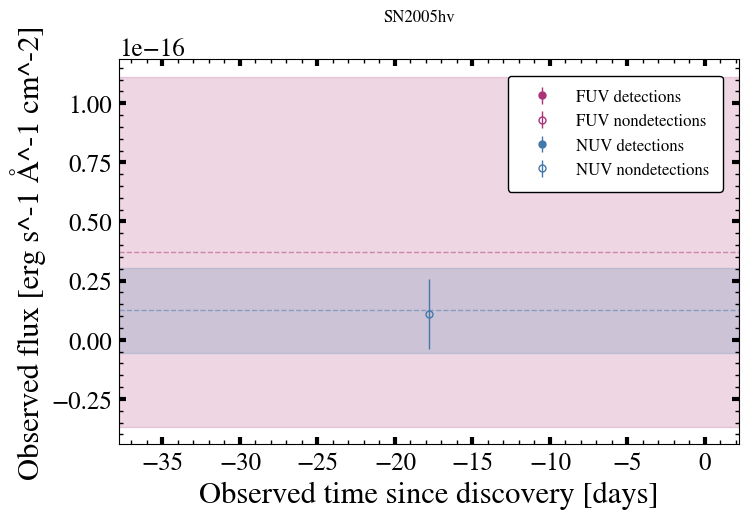 SN2005hv
1e−16
Observed flux [erg s^-1 Å^-1 cm^-2]
1.00
0.75
0.50
0.25
0.00
−0.25
FUV detections
FUV nondetections
NUV detections
NUV nondetections
−35 −30 −25 −20 −15 −10 −5 0
Observed time since discovery [days]